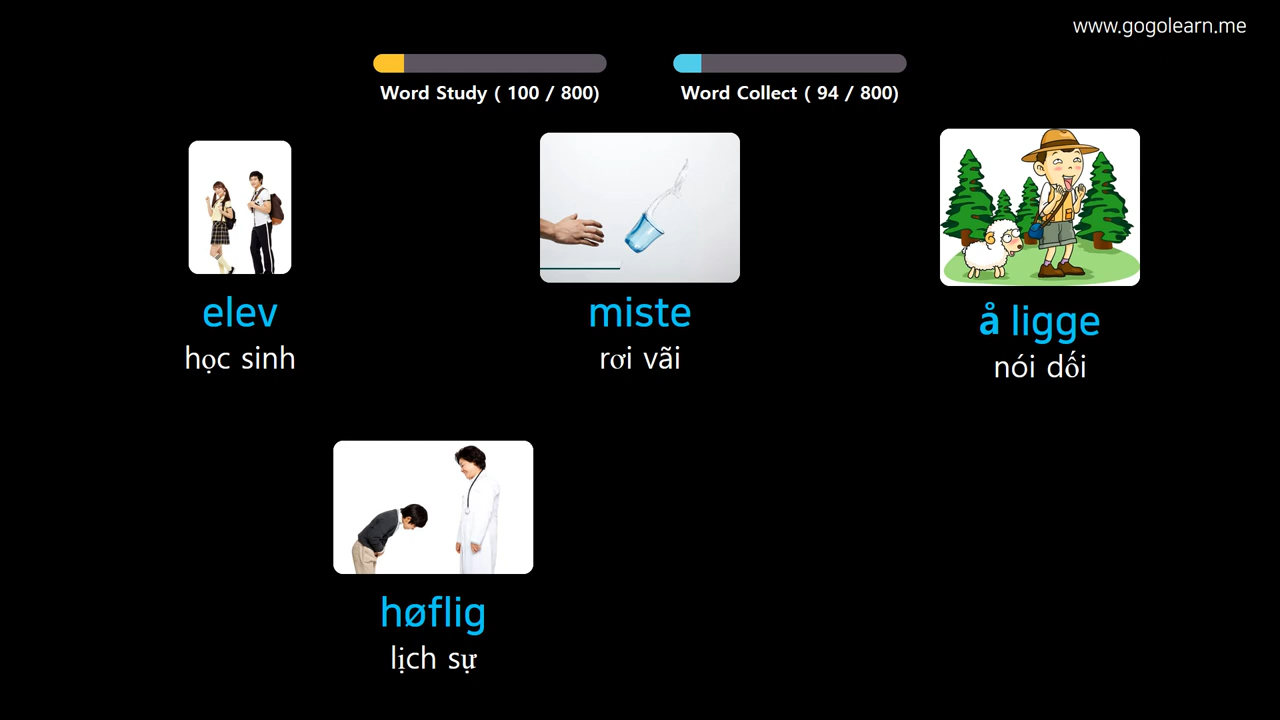 www.gogolearn.me
Word Study ( 100 / 800)
Word Collect ( 94 / 800)
elev
học sinh
miste
rơi vãi
å ligge
nói dối
høflig
lịch sự